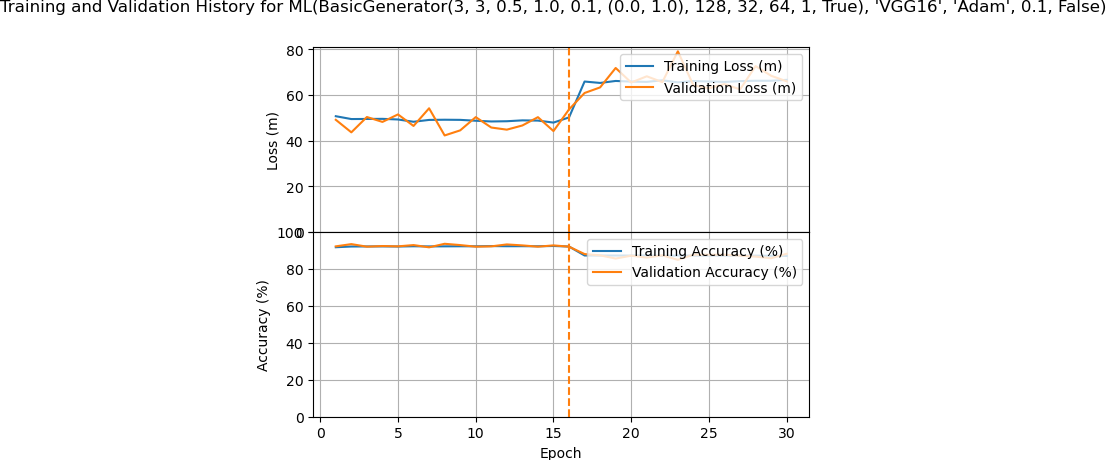 Training and Validation History for ML(BasicGenerator(3, 3, 0.5, 1.0, 0.1, (0.0, 1.0), 128, 32, 64, 1, True), 'VGG16', 'Adam', 0.1, False)
80
60
40
20
0
Loss (m)
Training Loss (m)
Validation Loss (m)
100
80
60
40
20
0
Accuracy (%)
Training Accuracy (%)
Validation Accuracy (%)
0 5 10 15 20 25 30
Epoch